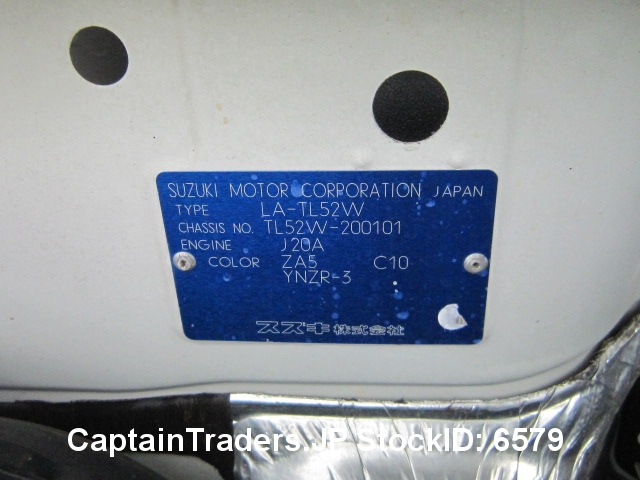 SUZUKI MOTOR CORPORATION JAPAN
TYPE LA-TL52W
CHASSIS NO. TL52W-200101
ENGINE J20A
COLOR ZA5 C10
YNZR-3
スズキ株式会社
CaptainTraders.JP StockID: 6579